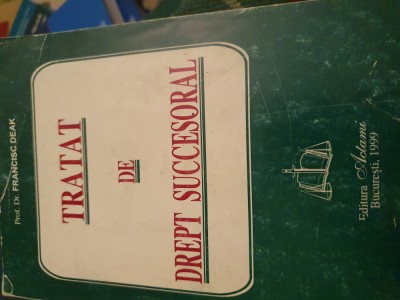 Prof. Dr. FRANCISC DEAK
TRATAT
DE
DREPT SUCCESORAL
Editura Actami
Bucureşti, 1999